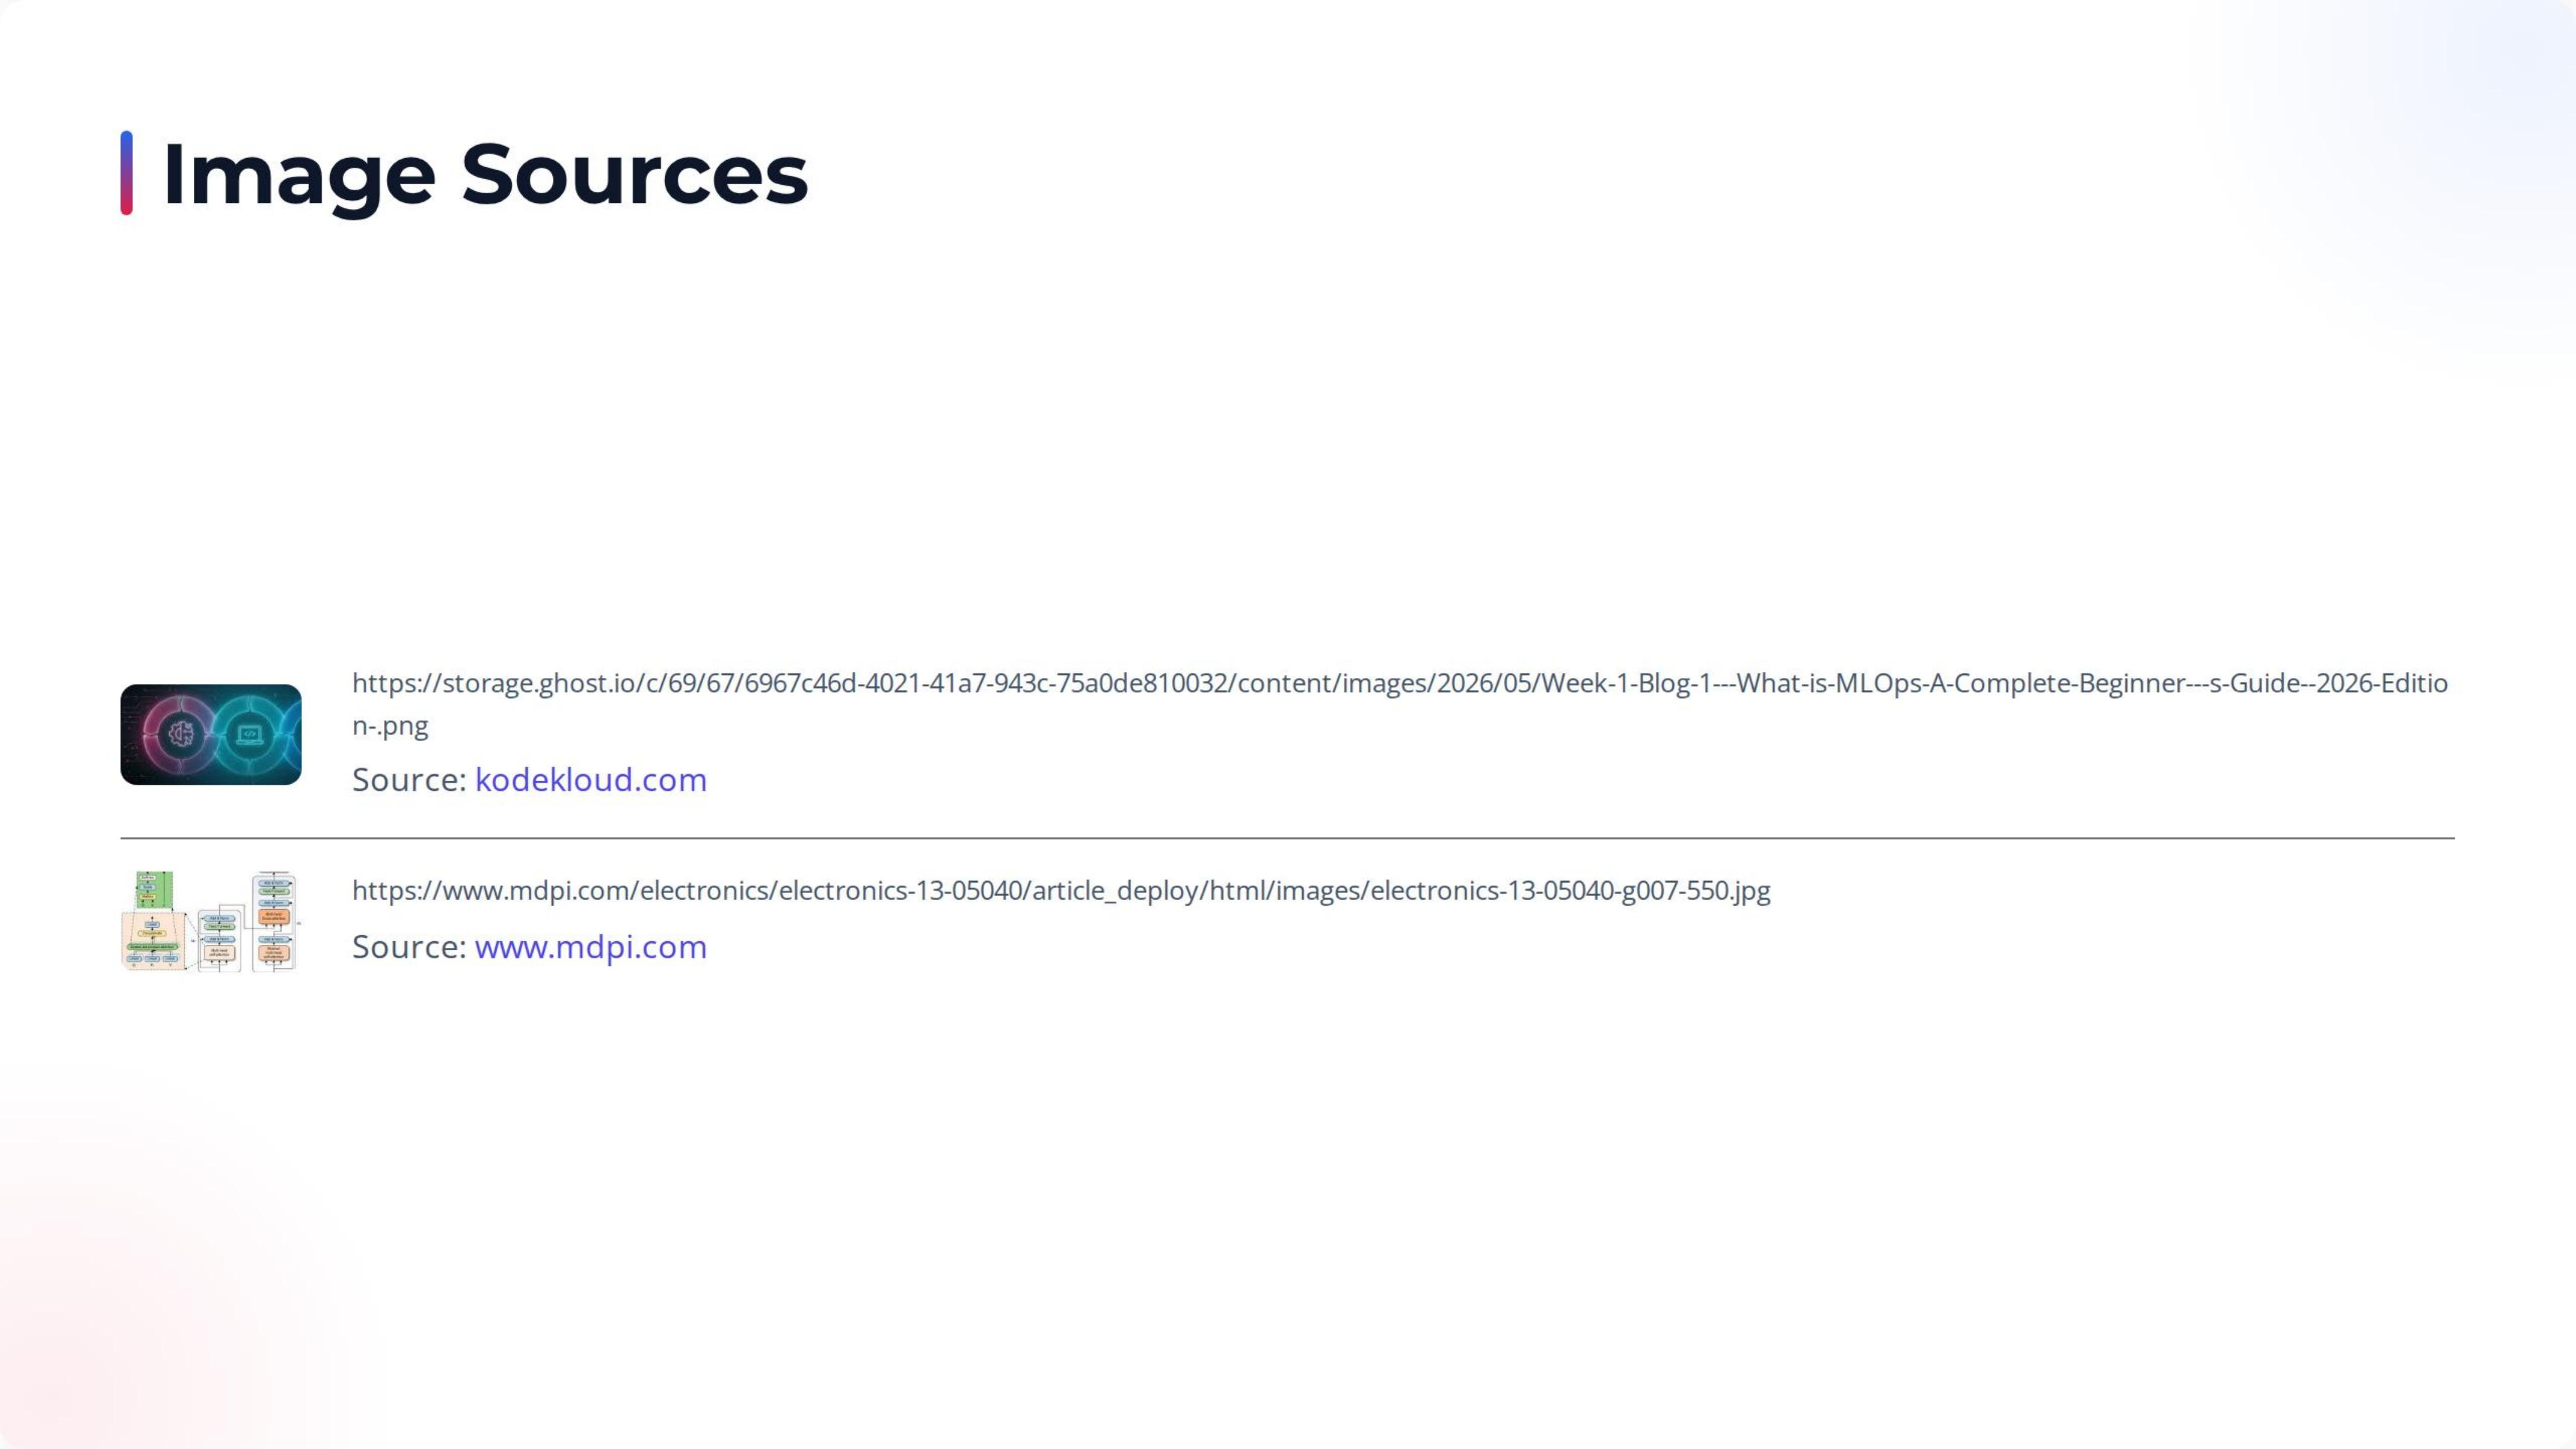 Image Sources
https://storage.ghost.io/c/69/67/6967c46d-4021-41a7-943c-75a0de810032/content/images/2026/05/Week-1-Blog-1---What-is-MLOps-A-Complete-Beginner---s-Guide--2026-Editio
n-.png
Source: kodekloud.com
https://www.mdpi.com/electronics/electronics-13-05040/article_deploy/html/images/electronics-13-05040-g007-550.jpg
Source: www.mdpi.com